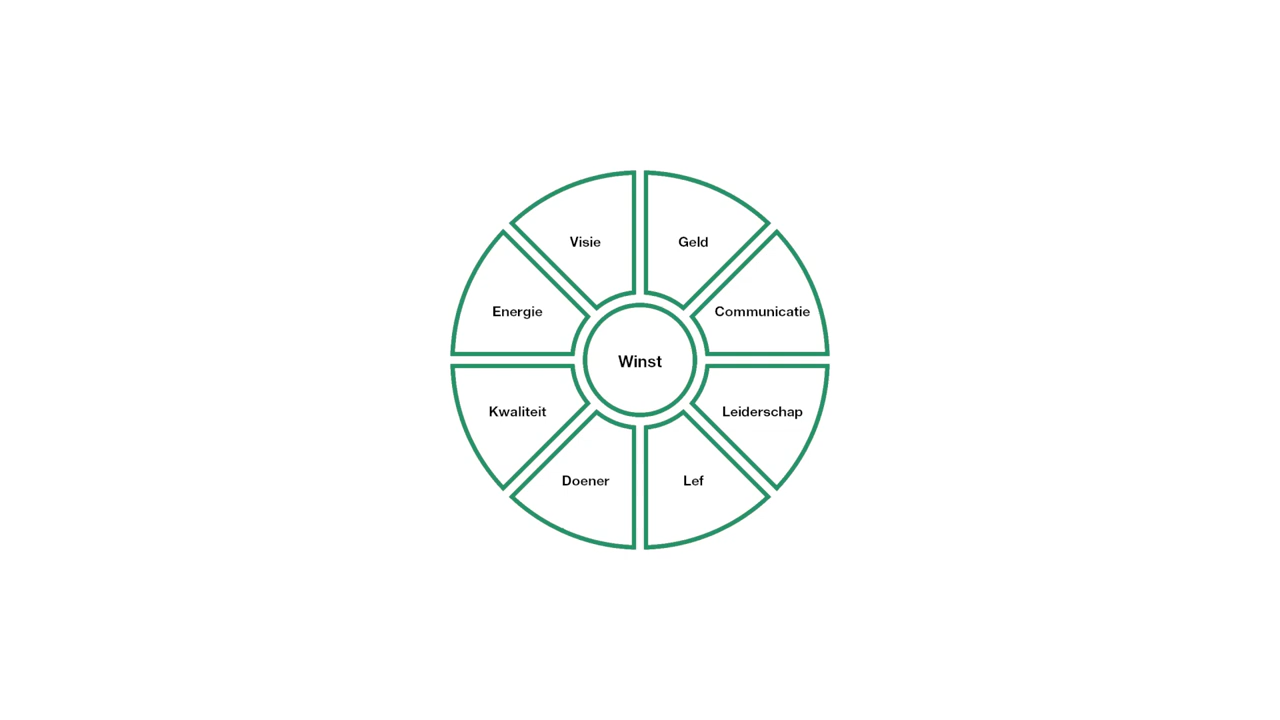 Visie
Geld
Energie
Communicatie
Winst
Kwaliteit
Leiderschap
Doener
Lef